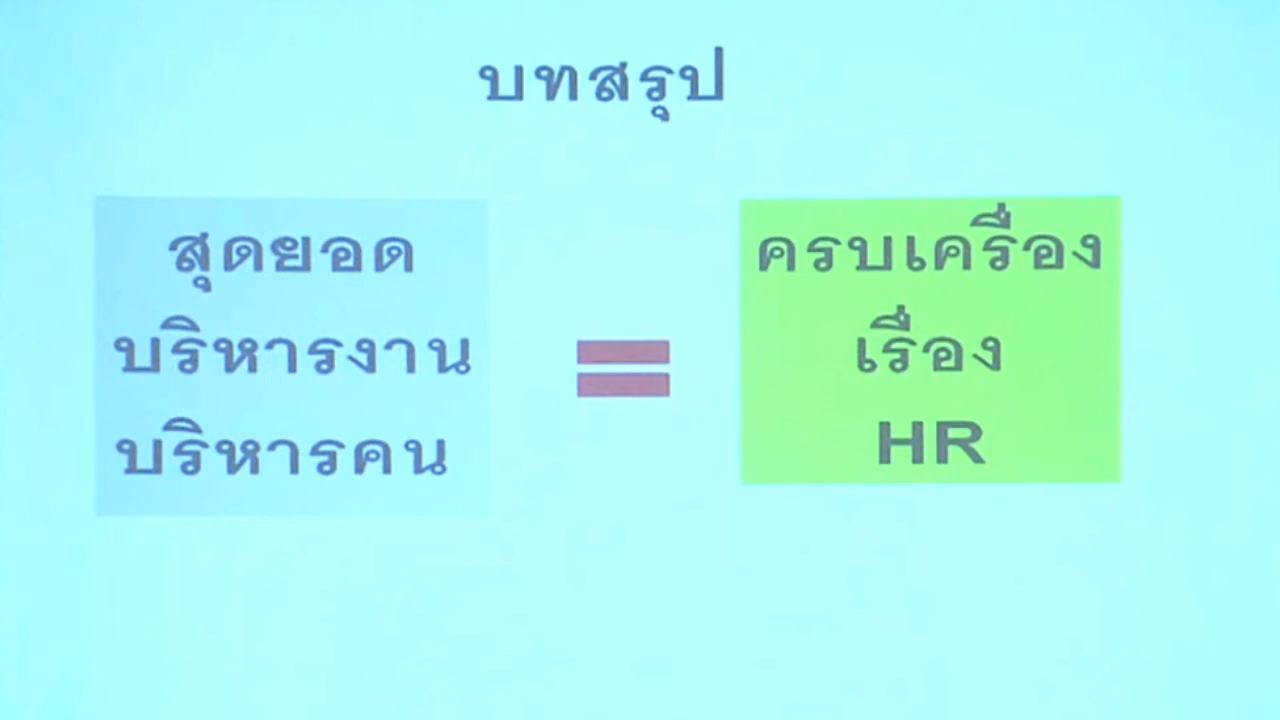 บทสรุป
สุดยอด
บริหารงาน
บริหารคน
=
ครบเครื่อง
เรื่อง
HR